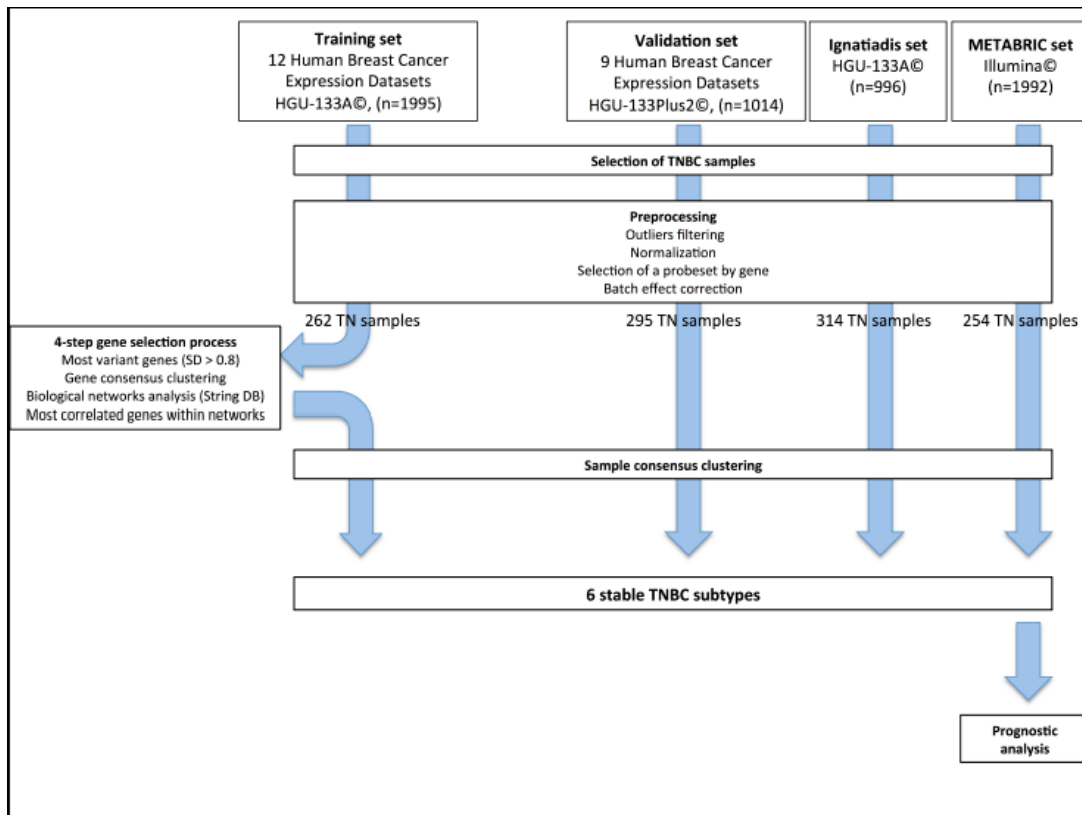 Training set
12 Human Breast Cancer
Expression Datasets
HGU-133A©, (n=1995)
Validation set
9 Human Breast Cancer
Expression Datasets
HGU-133Plus2©, (n=1014)
Ignatiadis set
HGU-133A©
(n=996)
METABRIC set
Illumina©
(n=1992)
Selection of TNBC samples
Preprocessing
Outliers filtering
Normalization
Selection of a probeset by gene
Batch effect correction
262 TN samples
295 TN samples
314 TN samples
254 TN samples
4-step gene selection process
Most variant genes (SD > 0.8)
Gene consensus clustering
Biological networks analysis (String DB)
Most correlated genes within networks
Sample consensus clustering
6 stable TNBC subtypes
Prognostic
analysis